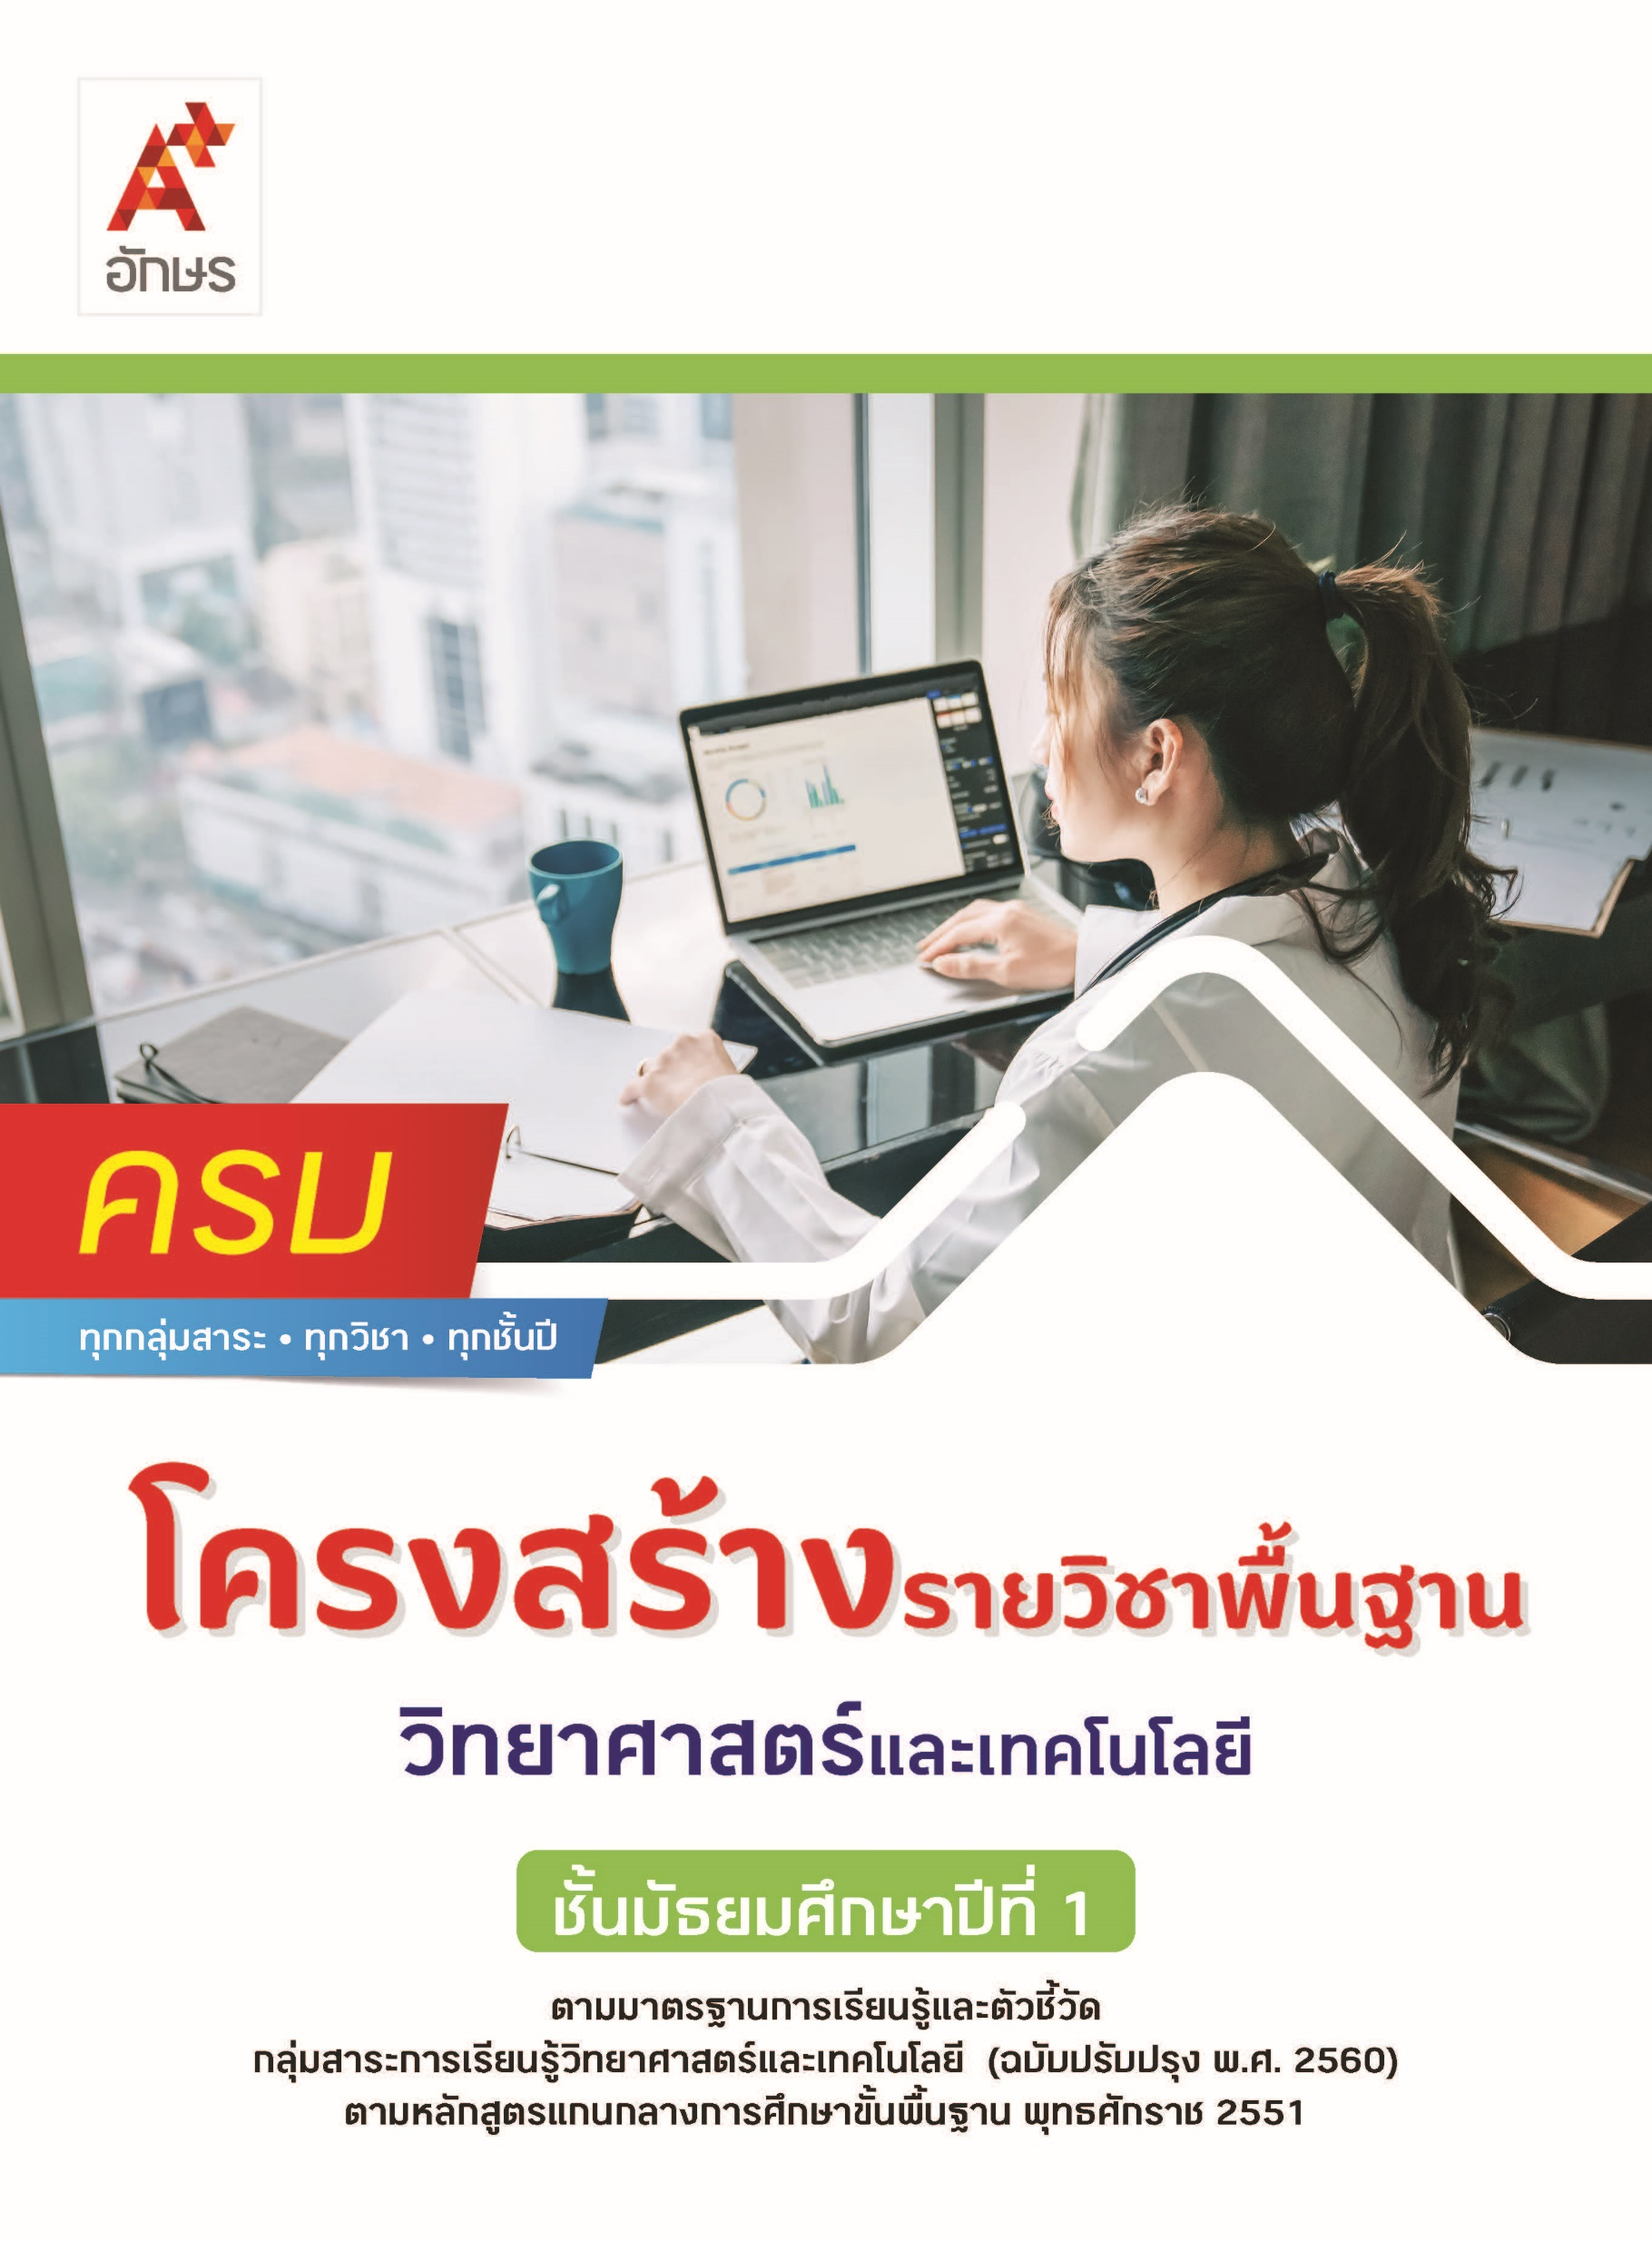 อักษร
ครบ
ทุกกลุ่มสาระ • ทุกวิชา • ทุกชั้นปี
โครงสร้างรายวิชาพื้นฐาน
วิทยาศาสตร์และเทคโนโลยี
ชั้นมัธยมศึกษาปีที่ 1
ตามมาตรฐานการเรียนรู้และตัวชี้วัด
กลุ่มสาระการเรียนรู้วิทยาศาสตร์และเทคโนโลยี (ฉบับปรับปรุง พ.ศ. 2560)
ตามหลักสูตรแกนกลางการศึกษาขั้นพื้นฐาน พุทธศักราช 2551